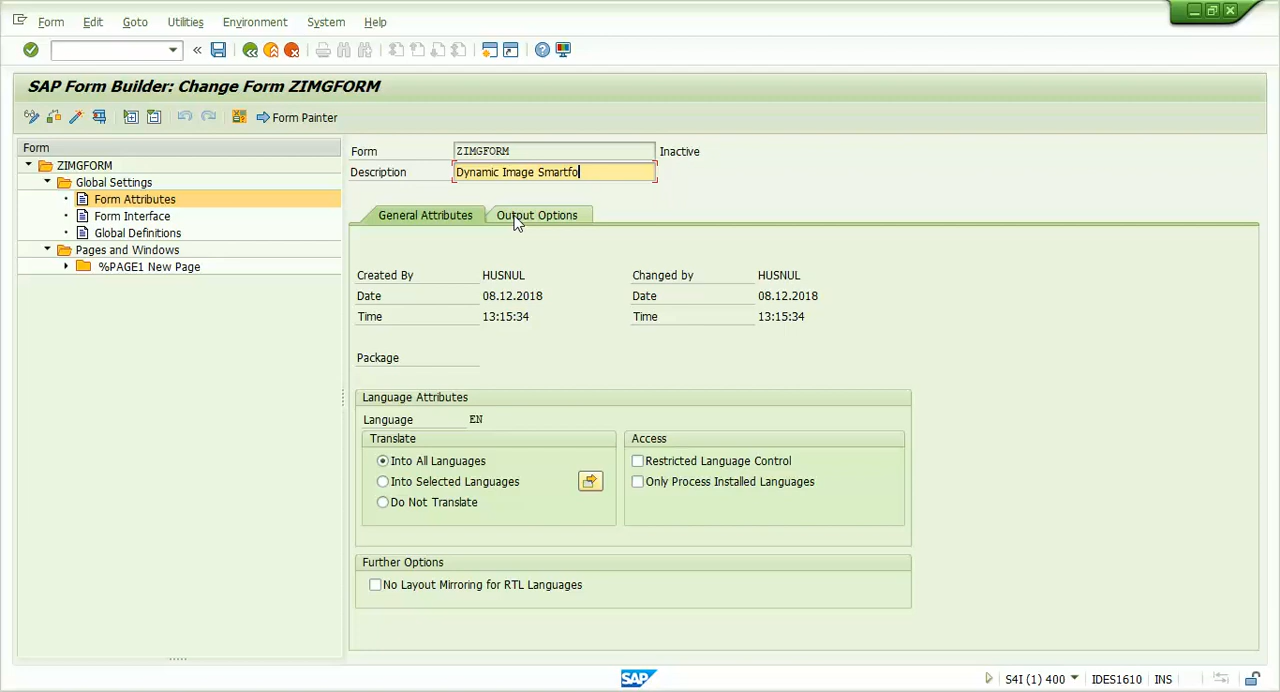 Form Edit Goto Utilities Environment System Help
SAP Form Builder: Change Form ZIMGFORM
Form Painter
Form
ZIMGFORM
Global Settings
Form Attributes
Form Interface
Global Definitions
Pages and Windows
%PAGE1 New Page
Form ZIMGFORM Inactive
Description Dynamic Image Smartfo
General Attributes Output Options
Created By HUSNUL Changed by HUSNUL
Date 08.12.2018 Date 08.12.2018
Time 13:15:34 Time 13:15:34
Package
Language Attributes
Language EN
Translate Access
Into All Languages Restricted Language Control
Into Selected Languages Only Process Installed Languages
Do Not Translate
Further Options
No Layout Mirroring for RTL Languages
SAP S4I (1) 400 IDES1610 INS